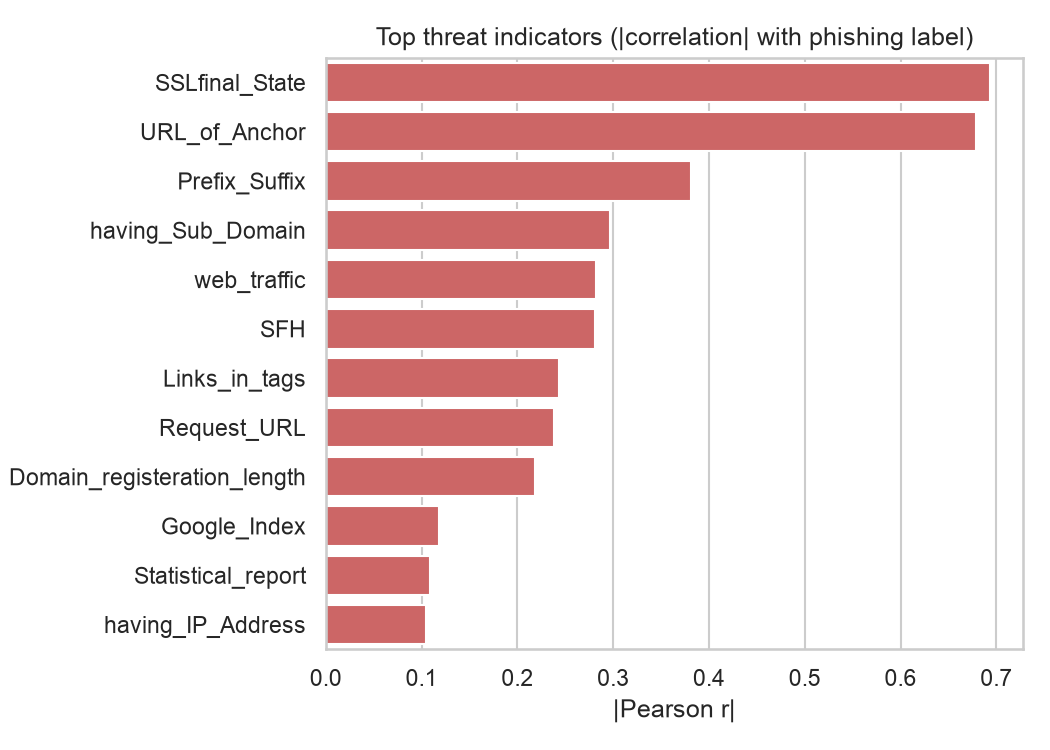 Top threat indicators (|correlation| with phishing label)
SSLfinal_State
URL_of_Anchor
Prefix_Suffix
having_Sub_Domain
web_traffic
SFH
Links_in_tags
Request_URL
Domain_registeration_length
Google_Index
Statistical_report
having_IP_Address
0.0 0.1 0.2 0.3 0.4 0.5 0.6 0.7
|Pearson r|